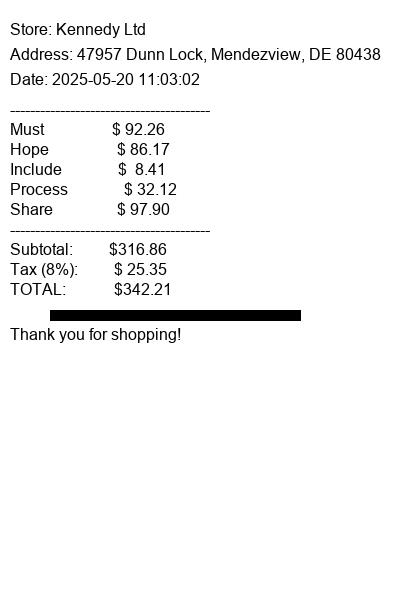 Store: Kennedy Ltd
Address: 47957 Dunn Lock, Mendezview, DE 80438
Date: 2025-05-20 11:03:02
----------------------------------------
Must $ 92.26
Hope $ 86.17
Include $ 8.41
Process $ 32.12
Share $ 97.90
----------------------------------------
Subtotal: $316.86
Tax (8%): $ 25.35
TOTAL: $342.21
Thank you for shopping!